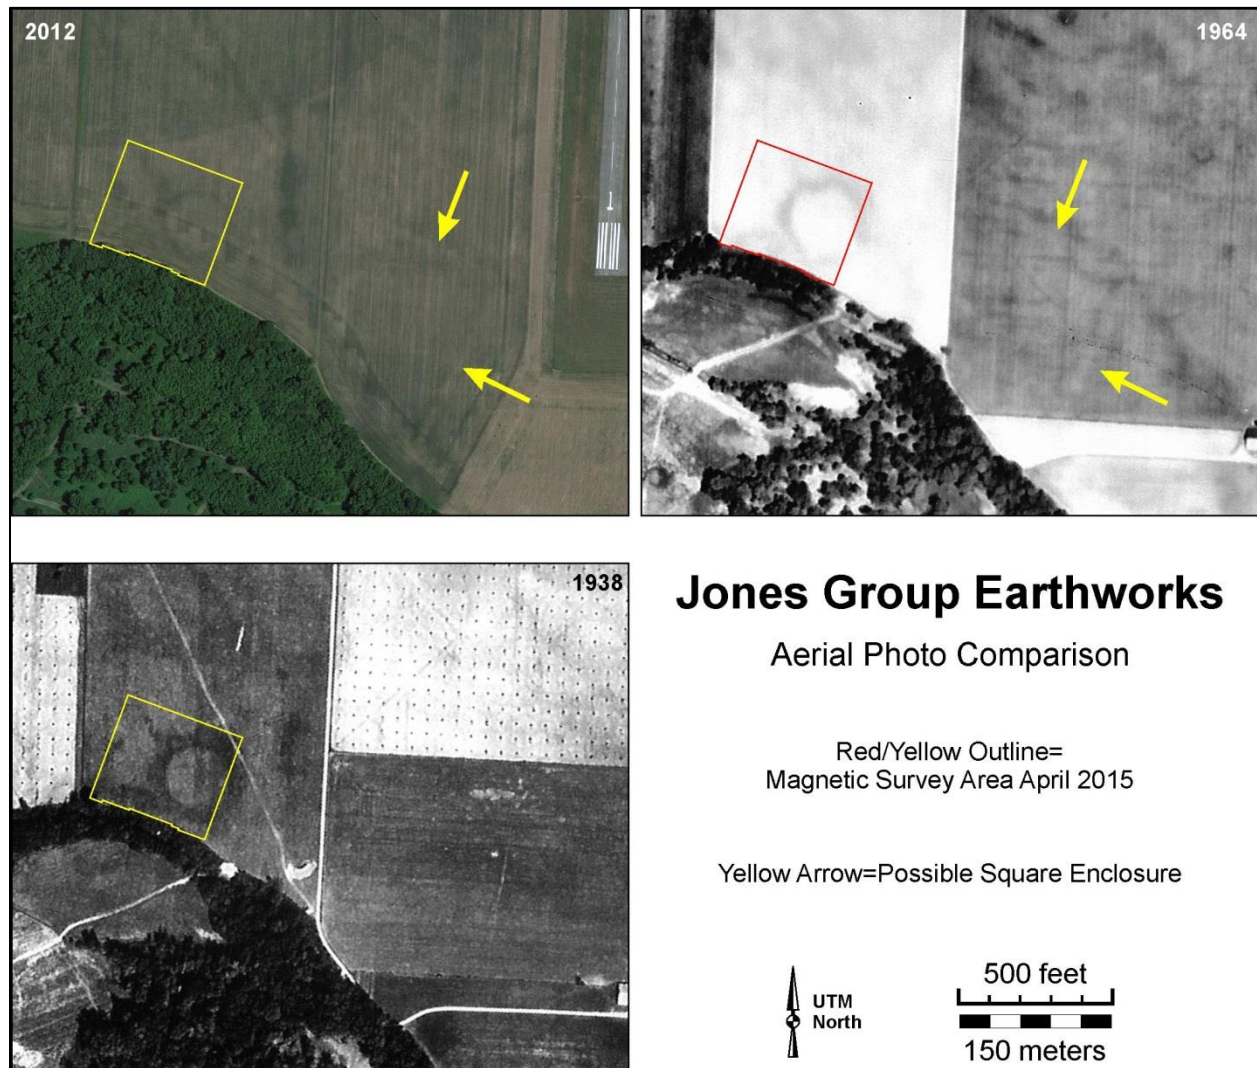 2012
1964
1938
Jones Group Earthworks
Aerial Photo Comparison
Red/Yellow Outline=
Magnetic Survey Area April 2015
Yellow Arrow=Possible Square Enclosure
UTM
North
500 feet
150 meters
1